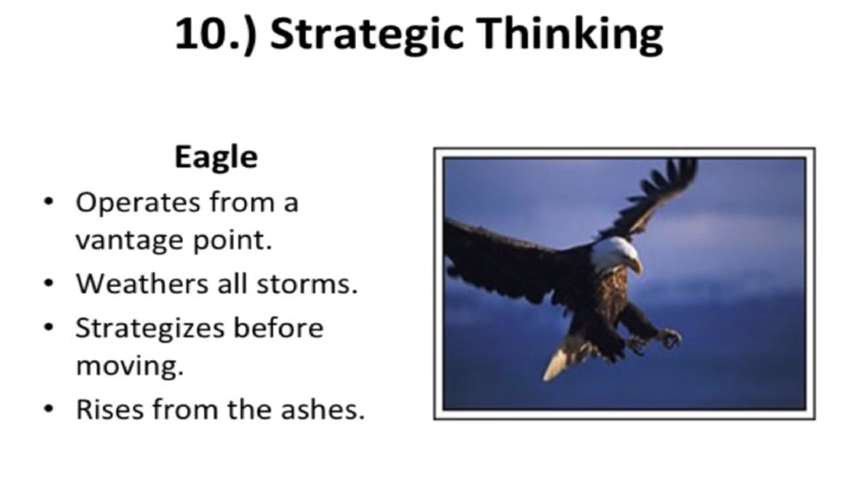 10.) Strategic Thinking
Eagle
• Operates from a
vantage point.
• Weathers all storms.
• Strategizes before
moving.
• Rises from the ashes.